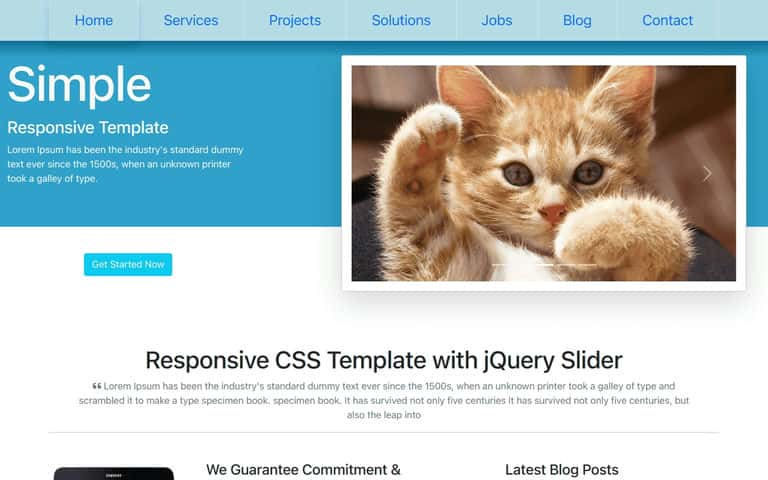 Home Services Projects Solutions Jobs Blog Contact
Simple
Responsive Template
Lorem Ipsum has been the industry's standard dummy
text ever since the 1500s, when an unknown printer
took a galley of type.
Get Started Now
Responsive CSS Template with jQuery Slider
Lorem Ipsum has been the industry's standard dummy text ever since the 1500s, when an unknown printer took a galley of type and
scrambled it to make a type specimen book. specimen book. It has survived not only five centuries it has survived not only five centuries, but
also the leap into
SAMSUNG
We Guarantee Commitment &
Latest Blog Posts